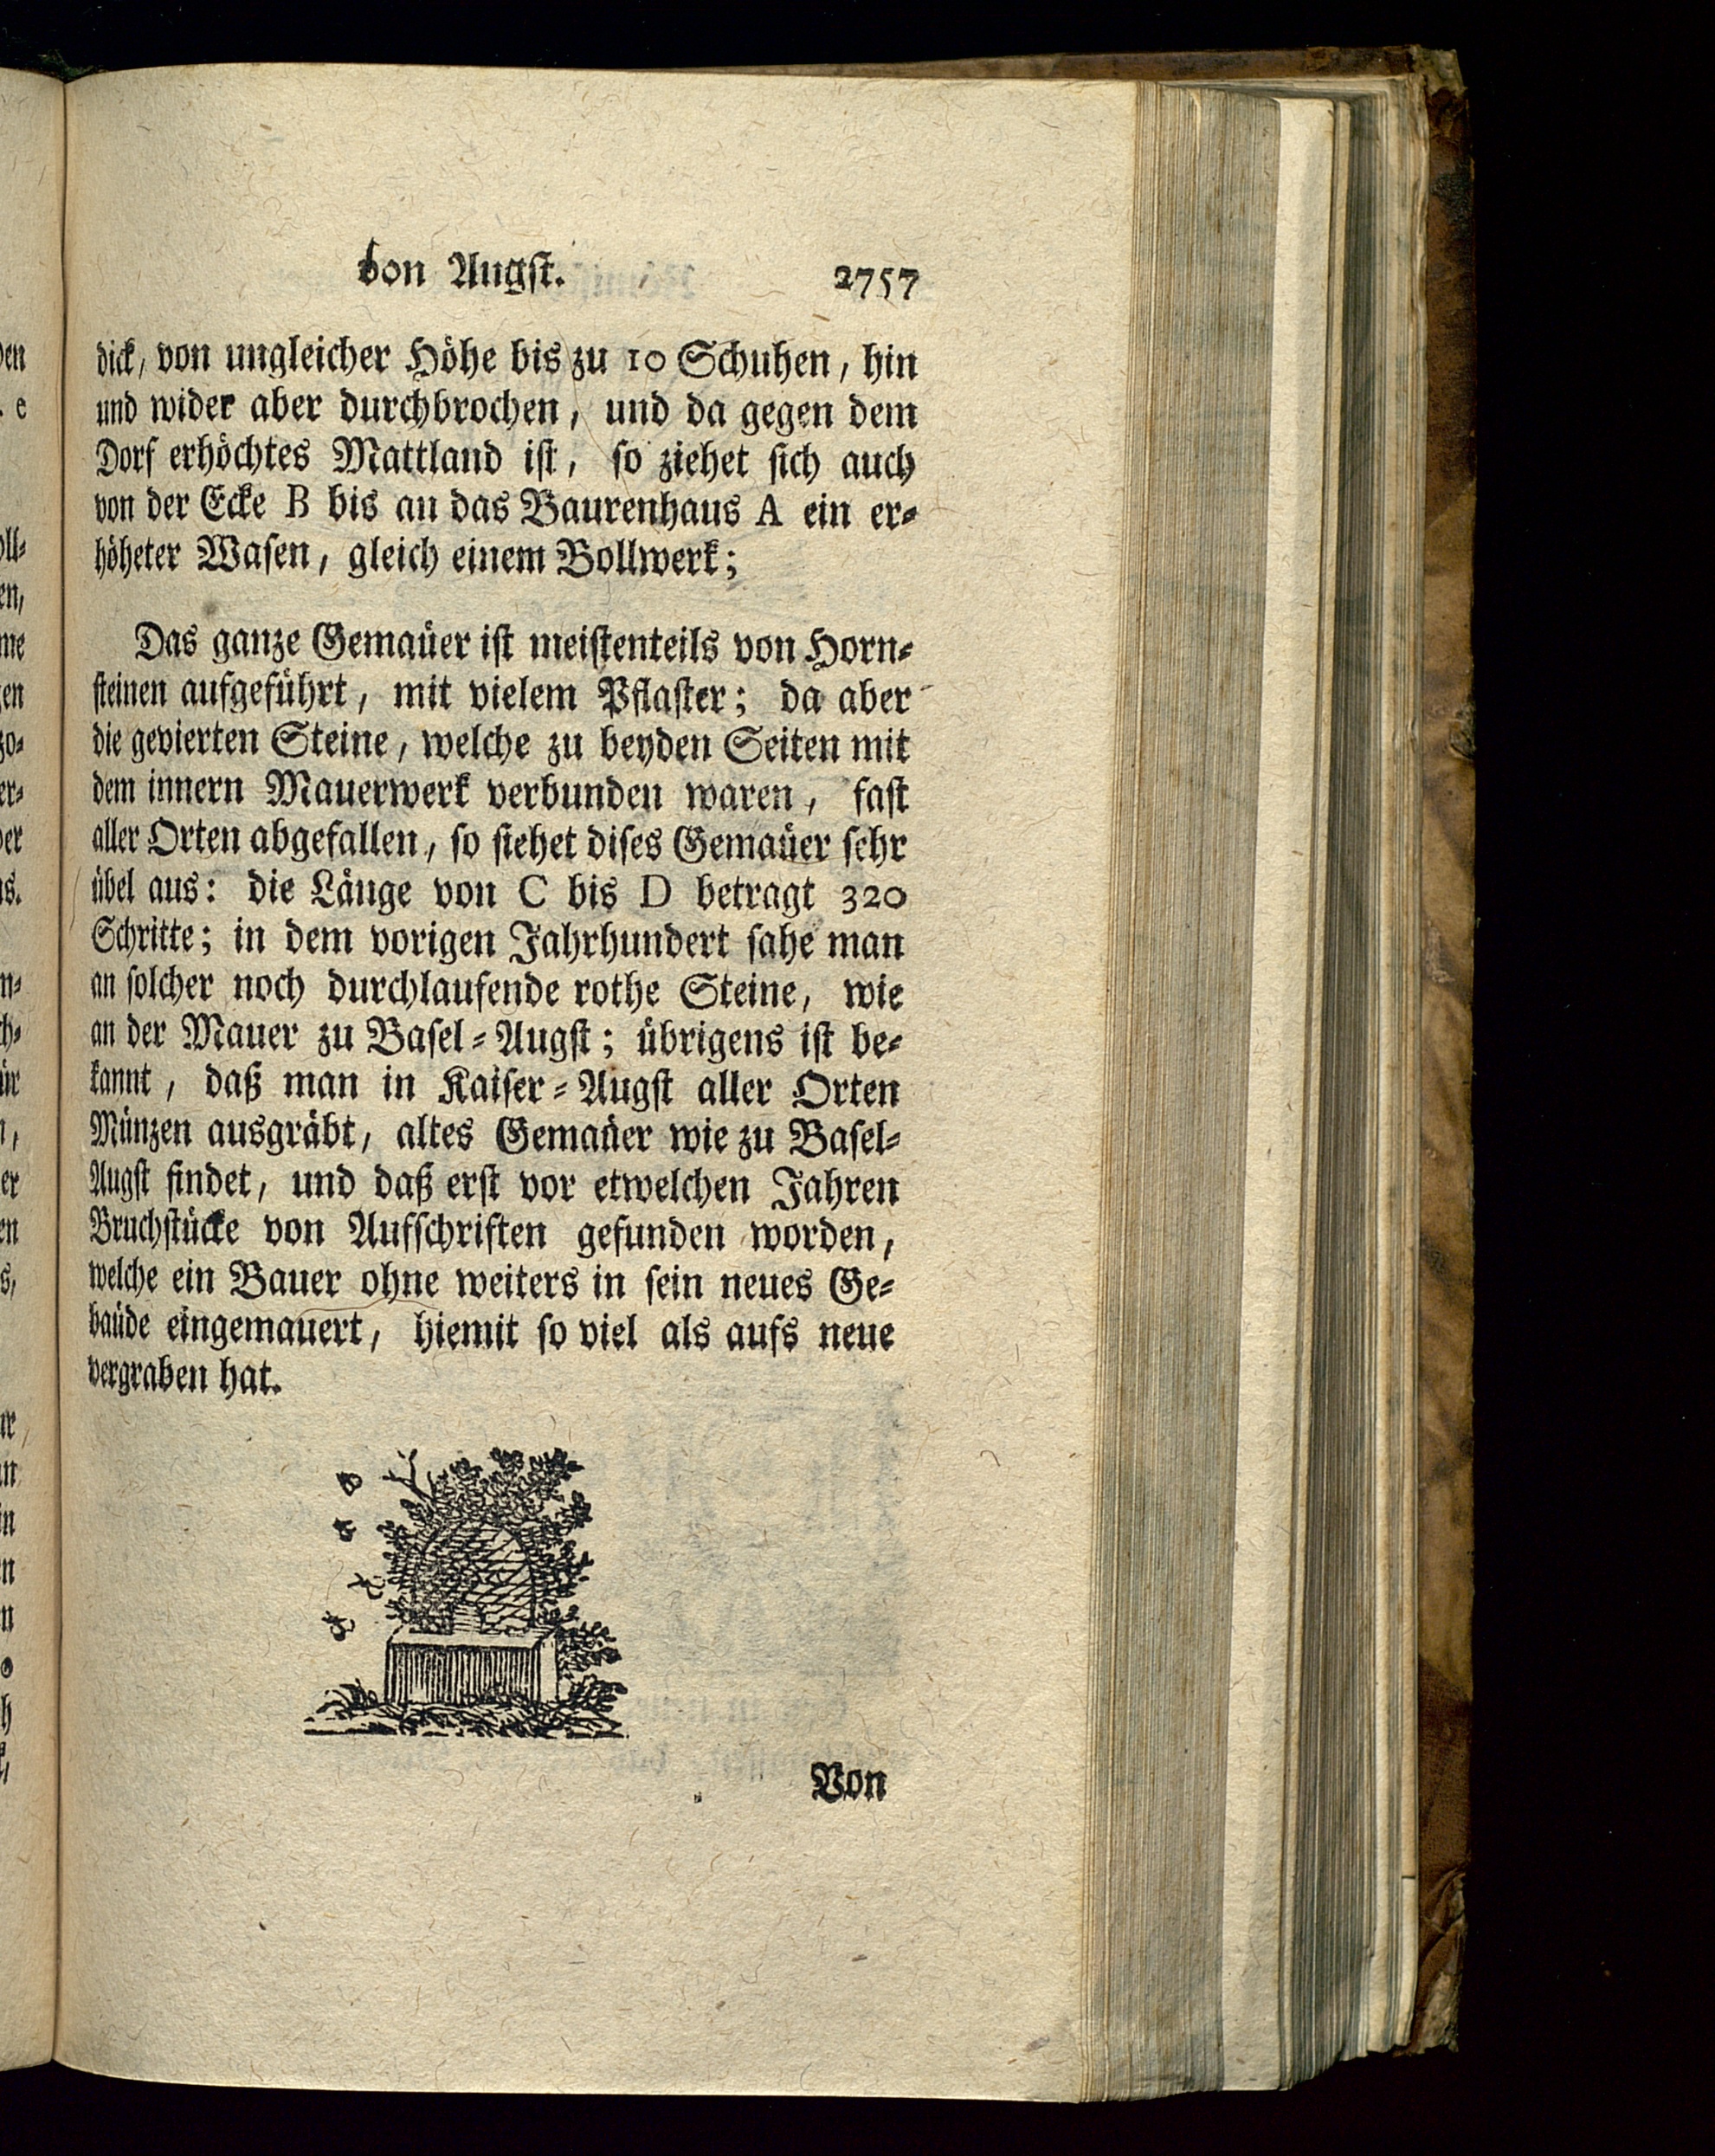 von Augst. 2757
dick, von ungleicher Höhe bis zu 10 Schuhen, hin
und wider aber durchbrochen, und da gegen dem
Dorf erhöchtes Mattland ist, so ziehet sich auch
von der Ecke B bis an das Baurenhaus A ein er-
höheter Wasen, gleich einem Bollwerk;
Das ganze Gemaüer ist meistenteils von Horn-
steinen aufgeführt, mit vielem Pflaster; da aber
die gevierten Steine, welche zu beyden Seiten mit
dem innern Mauerwerk verbunden waren, fast
aller Orten abgefallen, so siehet dises Gemaüer sehr
übel aus: die Länge von C bis D betragt 320
Schritte; in dem vorigen Jahrhundert sahe man
an solcher noch durchlaufende rothe Steine, wie
an der Mauer zu Basel-Augst; übrigens ist be-
kannt, daß man in Kaiser-Augst aller Orten
Münzen ausgräbt, altes Gemaüer wie zu Basel-
Augst findet, und daß erst vor etwelchen Jahren
Bruchstücke von Aufschriften gefunden worden,
welche ein Bauer ohne weiters in sein neues Ge-
baüde eingemauert, hiemit so viel als aufs neue
vergraben hat.
Von